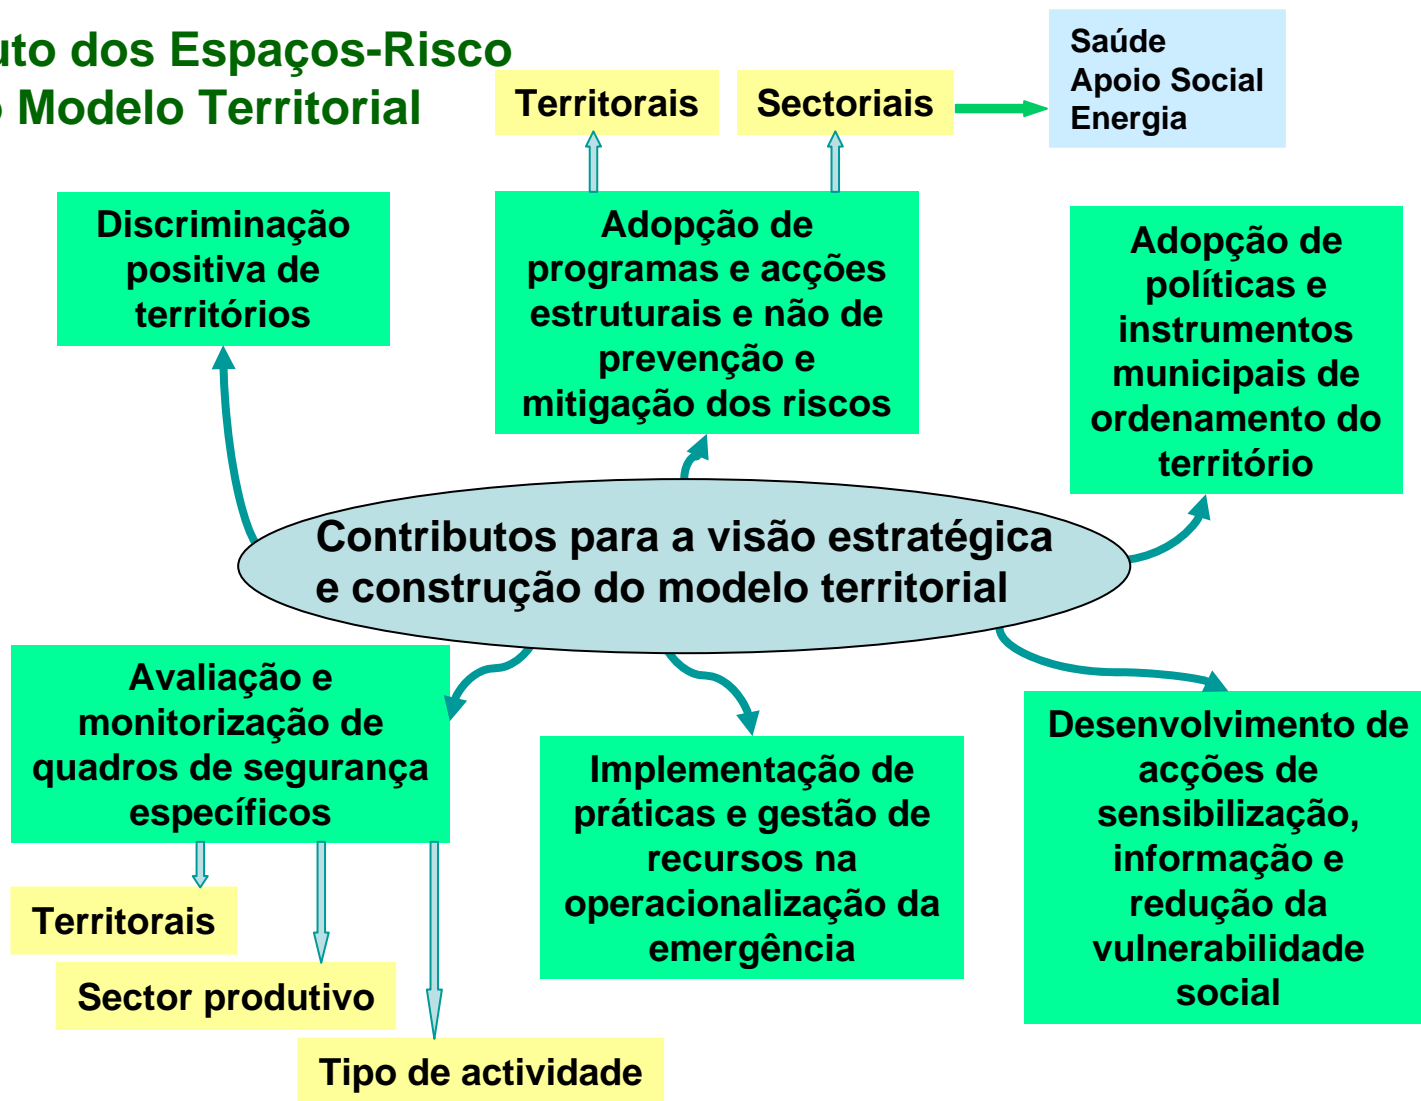 uto dos Espaços-Risco
o Modelo Territorial
Territorais
Sectoriais
Saúde
Apoio Social
Energia
Discriminação
positiva de
territórios
Adopção de
programas e acções
estruturais e não de
prevenção e
mitigação dos riscos
Adopção de
políticas e
instrumentos
municipais de
ordenamento do
território
Contributos para a visão estratégica
e construção do modelo territorial
Avaliação e
monitorização de
quadros de segurança
específicos
Territorais
Sector produtivo
Tipo de actividade
Implementação de
práticas e gestão de
recursos na
operacionalização da
emergência
Desenvolvimento de
acções de
sensibilização,
informação e
redução da
vulnerabilidade
social